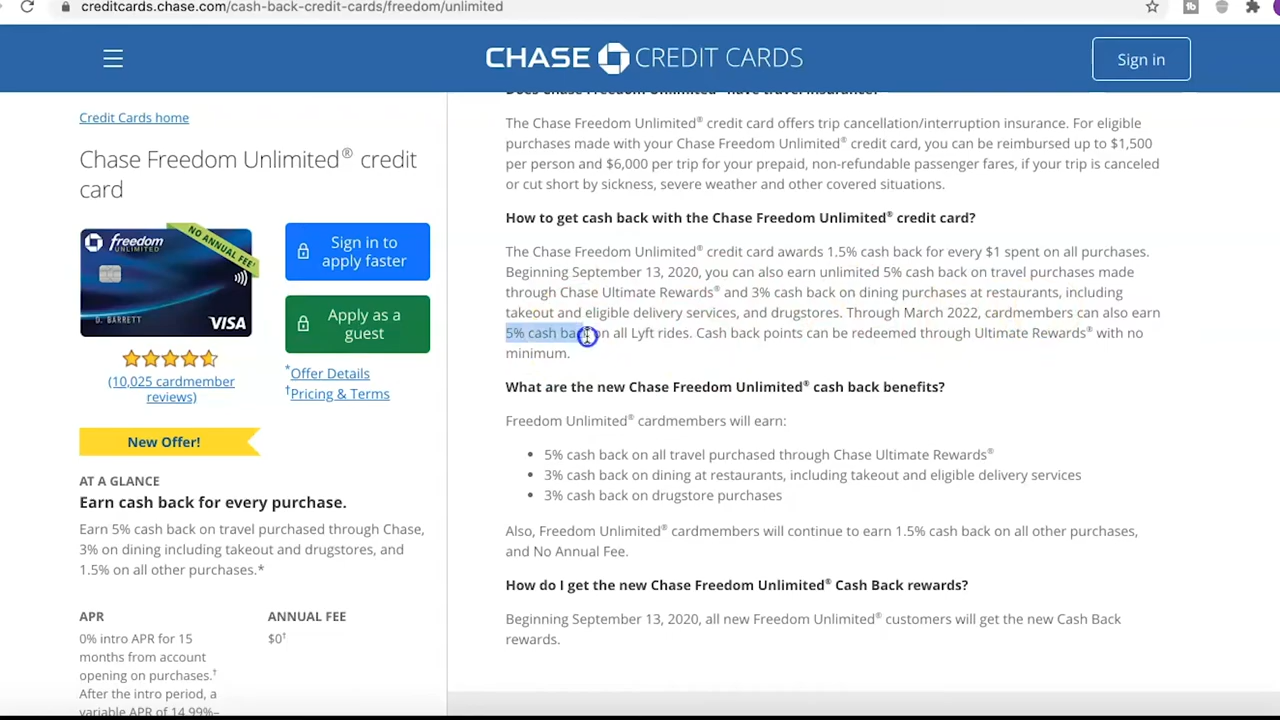 creditcards.chase.com/cash-back-credit-cards/freedom/unlimited
CHASE CREDIT CARDS
Sign in
Credit Cards home
Chase Freedom Unlimited® credit
card
freedom
UNLIMITED
NO ANNUAL FEE†
D. BARRETT
VISA
Sign in to
apply faster
Apply as a
guest
(10,025 cardmember
reviews)
*Offer Details
†Pricing & Terms
New Offer!
AT A GLANCE
Earn cash back for every purchase.
Earn 5% cash back on travel purchased through Chase,
3% on dining including takeout and drugstores, and
1.5% on all other purchases.*
APR
0% intro APR for 15
months from account
opening on purchases.†
After the intro period, a
variable APR of 14.99%–
ANNUAL FEE
$0†
Does Chase Freedom Unlimited® have travel insurance?
The Chase Freedom Unlimited® credit card offers trip cancellation/interruption insurance. For eligible
purchases made with your Chase Freedom Unlimited® credit card, you can be reimbursed up to $1,500
per person and $6,000 per trip for your prepaid, non-refundable passenger fares, if your trip is canceled
or cut short by sickness, severe weather and other covered situations.
How to get cash back with the Chase Freedom Unlimited® credit card?
The Chase Freedom Unlimited® credit card awards 1.5% cash back for every $1 spent on all purchases.
Beginning September 13, 2020, you can also earn unlimited 5% cash back on travel purchases made
through Chase Ultimate Rewards® and 3% cash back on dining purchases at restaurants, including
takeout and eligible delivery services, and drugstores. Through March 2022, cardmembers can also earn
5% cash back on all Lyft rides. Cash back points can be redeemed through Ultimate Rewards® with no
minimum.
What are the new Chase Freedom Unlimited® cash back benefits?
Freedom Unlimited® cardmembers will earn:
• 5% cash back on all travel purchased through Chase Ultimate Rewards®
• 3% cash back on dining at restaurants, including takeout and eligible delivery services
• 3% cash back on drugstore purchases
Also, Freedom Unlimited® cardmembers will continue to earn 1.5% cash back on all other purchases,
and No Annual Fee.
How do I get the new Chase Freedom Unlimited® Cash Back rewards?
Beginning September 13, 2020, all new Freedom Unlimited® customers will get the new Cash Back
rewards.